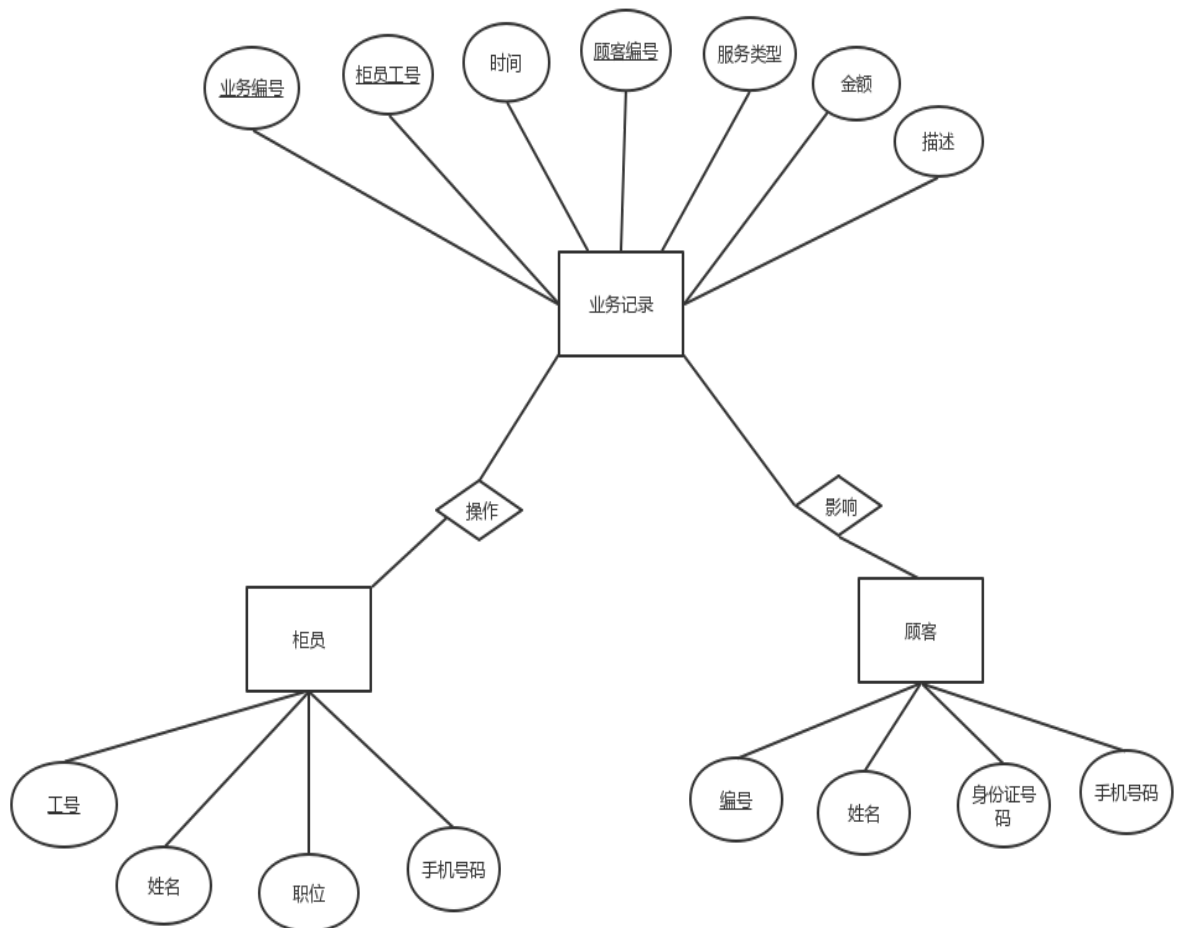 业务编号
柜员工号
时间
顾客编号
服务类型
金额
描述
业务记录
操作
影响
柜员
顾客
工号
姓名
职位
手机号码
编号
姓名
身份证号
码
手机号码